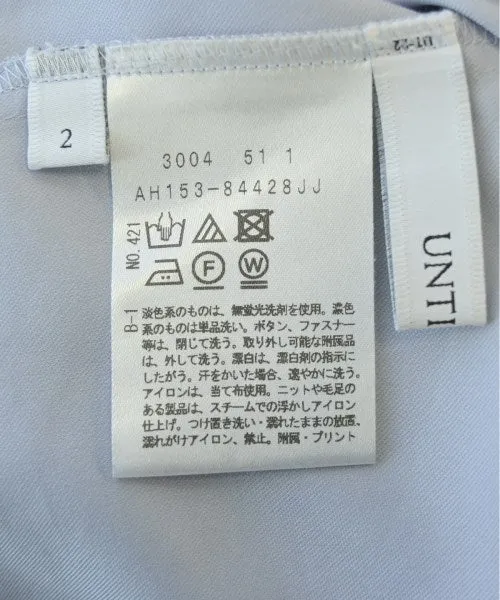 2
3004 51 1
AH153-84428JJ
NO.421
F
W
B-1
淡色系のものは、無蛍光洗剤を使用。濃色
系のものは単品洗い。ボタン、ファスナー
等は、閉じて洗う。取り外し可能な附属品
は、外して洗う。漂白は、漂白剤の指示に
したがう。汗をかいた場合、速やかに洗う。
アイロンは、当て布使用。ニットや毛足の
ある製品は、スチームでの浮かしアイロン
仕上げ。つけ置き洗い・濡れたままの放置、
濡れがけアイロン、禁止。附属・プリント
UNTI